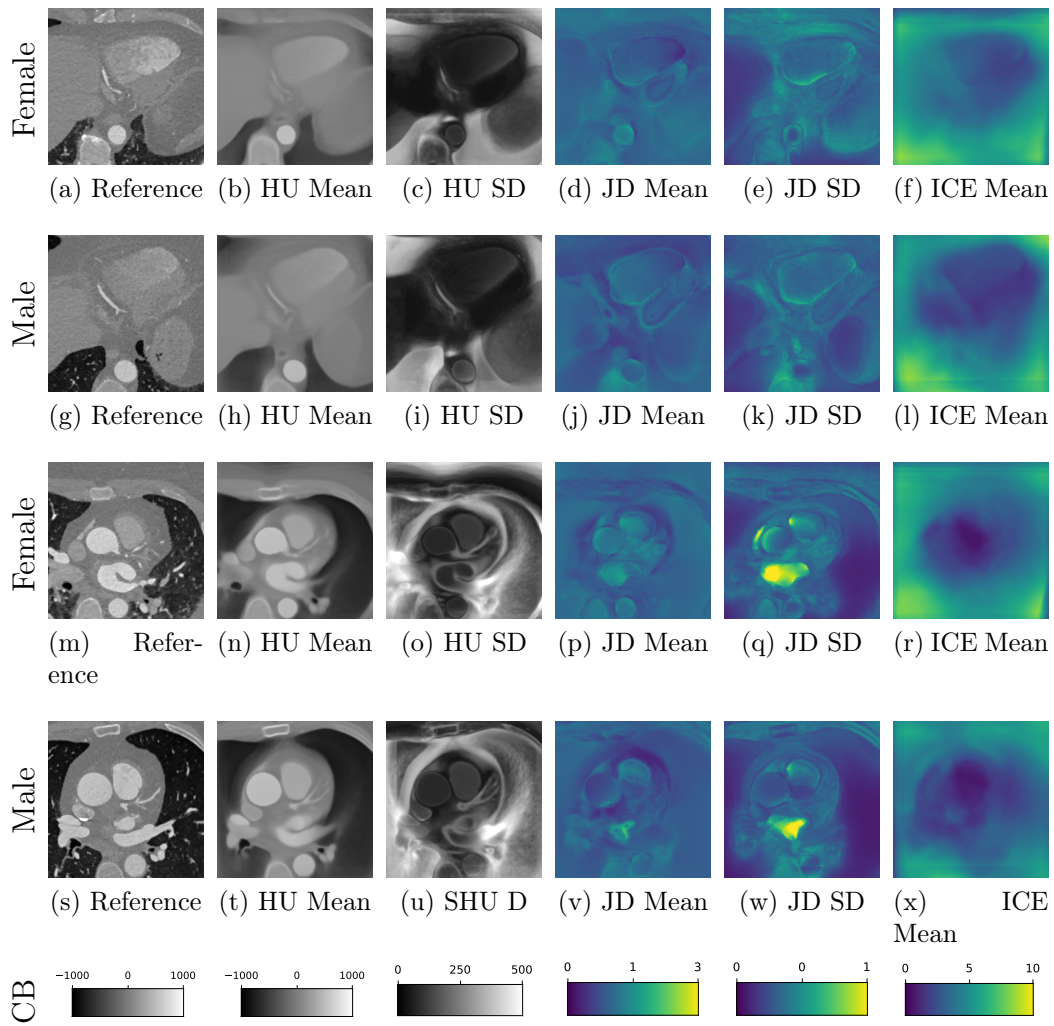 Female
(a) Reference (b) HU Mean (c) HU SD (d) JD Mean (e) JD SD (f) ICE Mean
Male
(g) Reference (h) HU Mean (i) HU SD (j) JD Mean (k) JD SD (l) ICE Mean
Female
(m) Refer- (n) HU Mean (o) HU SD (p) JD Mean (q) JD SD (r) ICE Mean
ence
Male
(s) Reference (t) HU Mean (u) SHU D (v) JD Mean (w) JD SD (x) ICE
Mean
CB
−1000 0 1000 −1000 0 1000 0 250 500 0 1 3 0 0 1 0 5 10